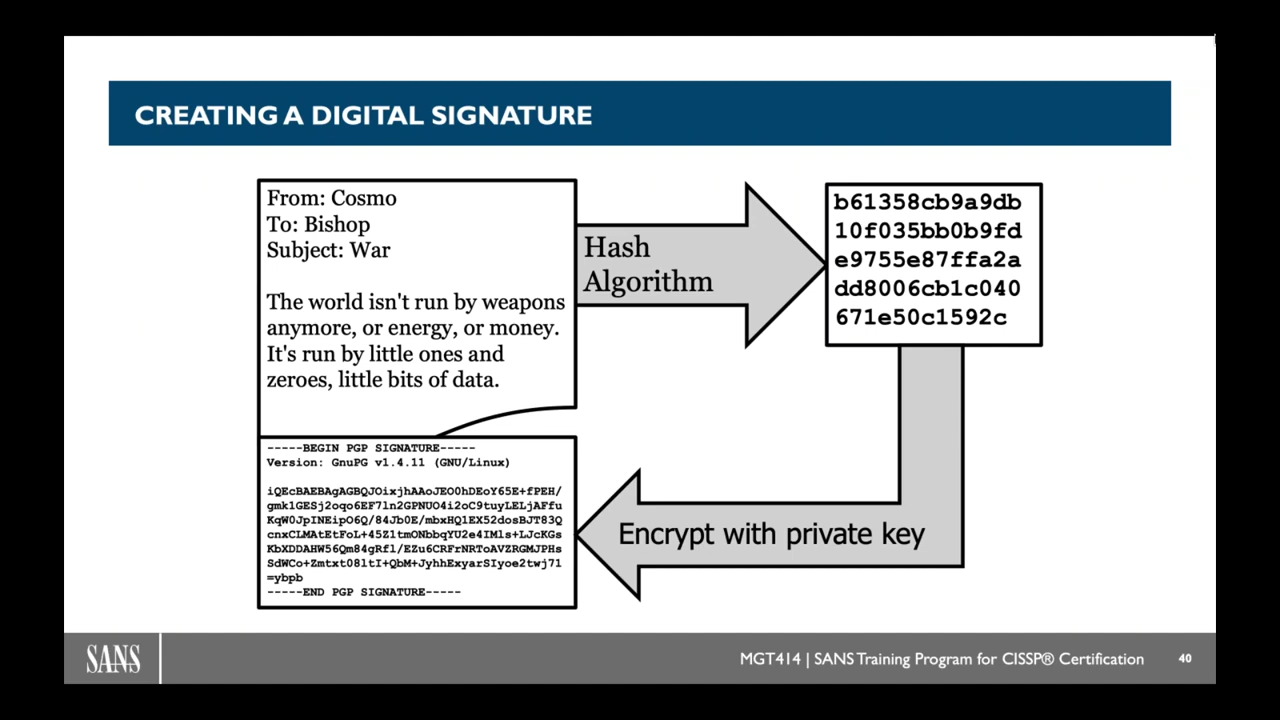 CREATING A DIGITAL SIGNATURE
From: Cosmo
To: Bishop
Subject: War
The world isn't run by weapons
anymore, or energy, or money.
It's run by little ones and
zeroes, little bits of data.
Hash
Algorithm
b61358cb9a9db
10f035bb0b9fd
e9755e87ffa2a
dd8006cb1c040
671e50c1592c
Encrypt with private key
-----BEGIN PGP SIGNATURE-----
Version: GnuPG v1.4.11 (GNU/Linux)
iQEcBAEBAgAGBQJOixjhAAoJEO0hDEoY65E+fPEH/
gmk1GESj2oqo6EF7ln2GPNUO4i2oC9tuyLELjAFfu
KqW0JpINEipO6Q/84Jb0E/mbxHQ1EX52dosBJT83Q
cnxCLMAtEtFoL+45Z1tmONbbqYU2e4IMls+LJcKGs
KbXDDAHW56Qm84gRfl/EZu6CRFrNRToAVZRGMJPHs
SdWCo+Zmtxt08ltI+QbM+JyhhExyarSIyoe2twj71
=ybpb
-----END PGP SIGNATURE-----
SANS
MGT414 | SANS Training Program for CISSP® Certification
40